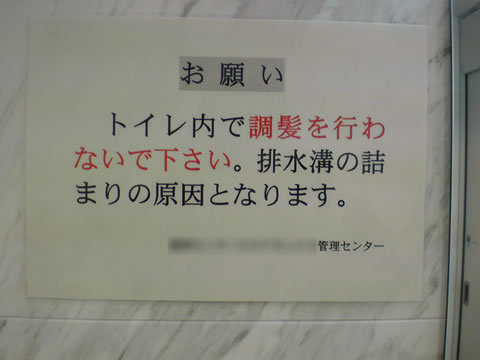 お願い
トイレ内で調髪を行わ
ないで下さい。排水溝の詰
まりの原因となります。
管理センター